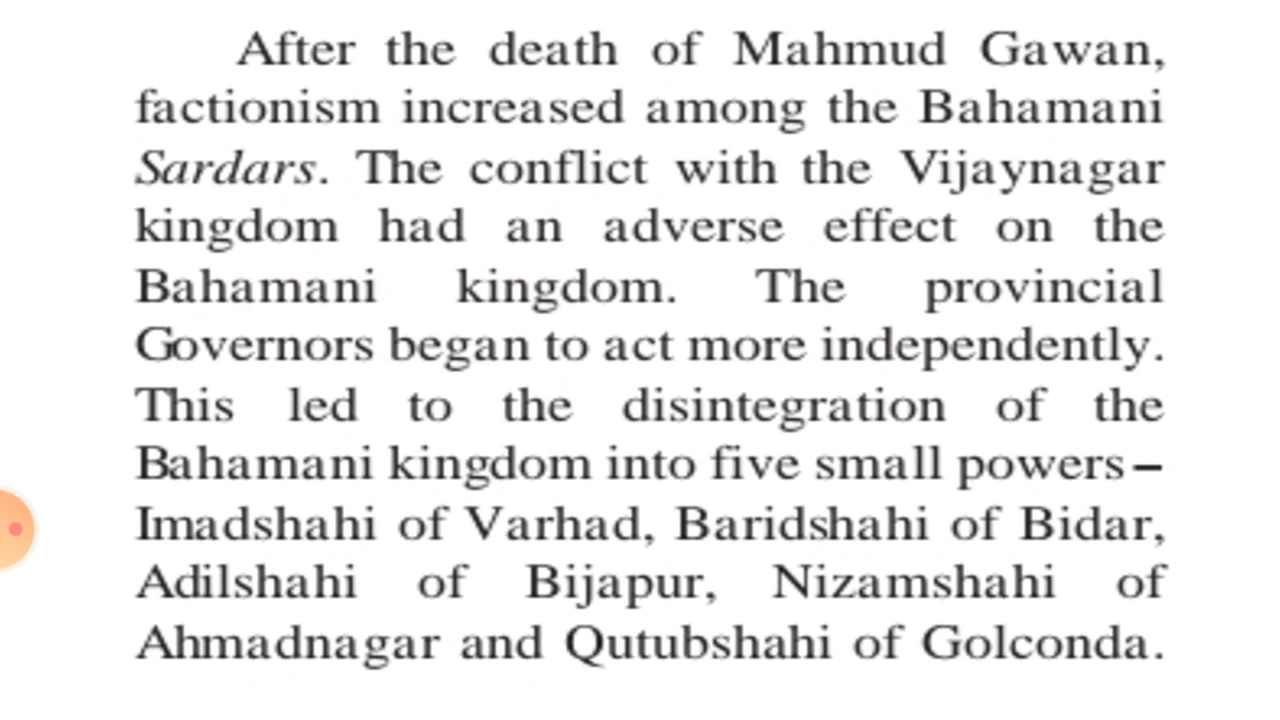 After the death of Mahmud Gawan,
factionism increased among the Bahamani
Sardars. The conflict with the Vijaynagar
kingdom had an adverse effect on the
Bahamani kingdom. The provincial
Governors began to act more independently.
This led to the disintegration of the
Bahamani kingdom into five small powers–
Imadshahi of Varhad, Baridshahi of Bidar,
Adilshahi of Bijapur, Nizamshahi of
Ahmadnagar and Qutubshahi of Golconda.